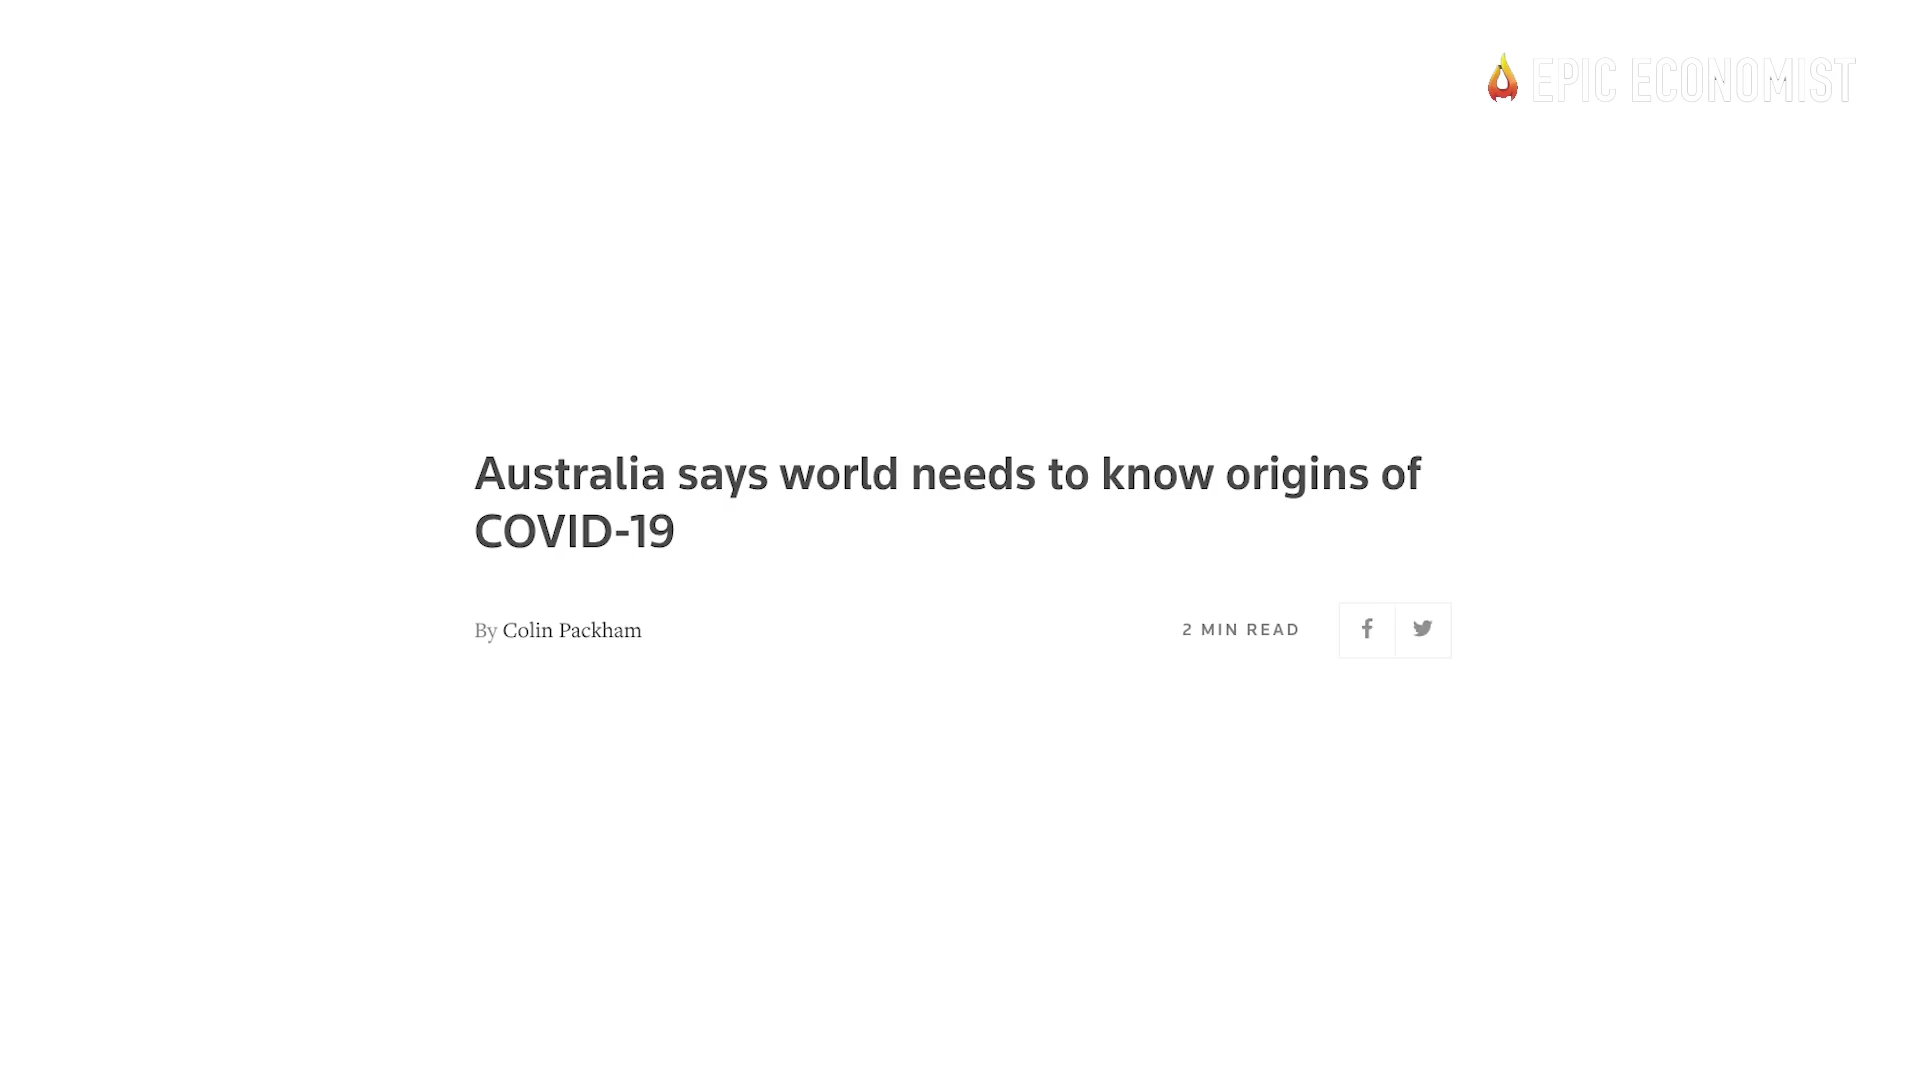 EPIC ECONOMIST
Australia says world needs to know origins of
COVID-19
By Colin Packham
2 MIN READ